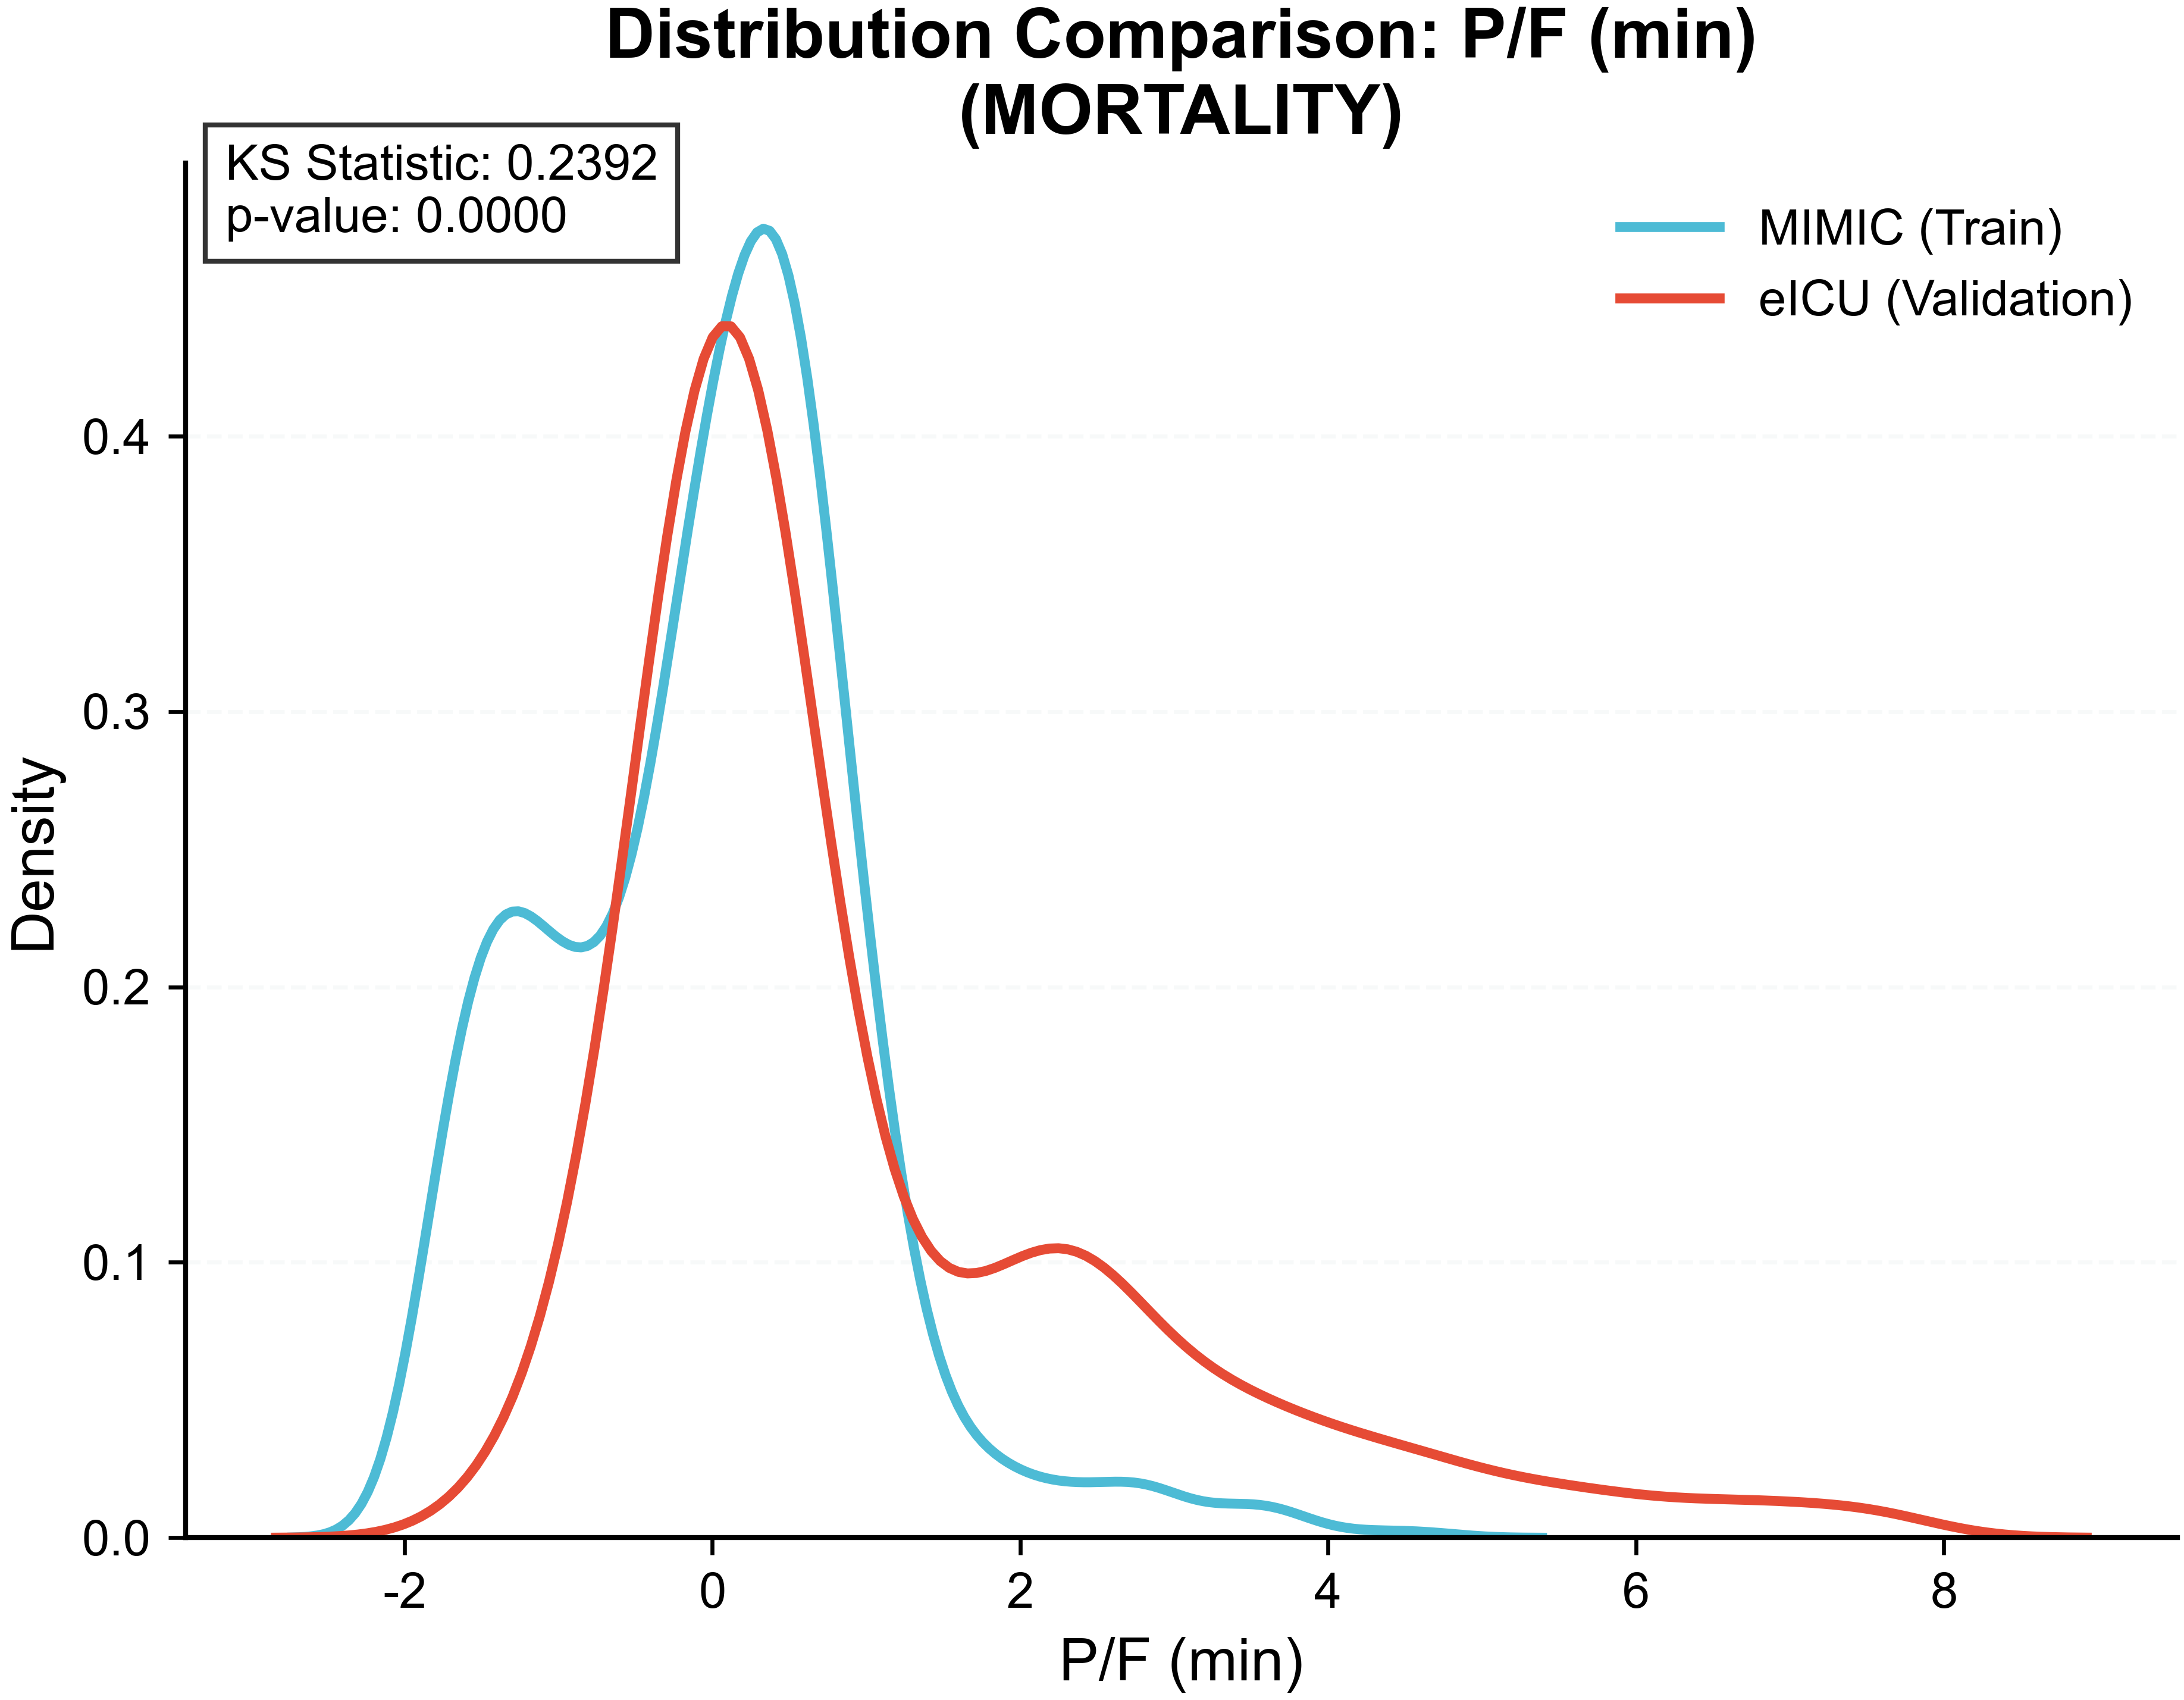 Distribution Comparison: P/F (min)
(MORTALITY)
KS Statistic: 0.2392
p-value: 0.0000
MIMIC (Train)
eICU (Validation)
Density
0.4
0.3
0.2
0.1
0.0
-2 0 2 4 6 8
P/F (min)